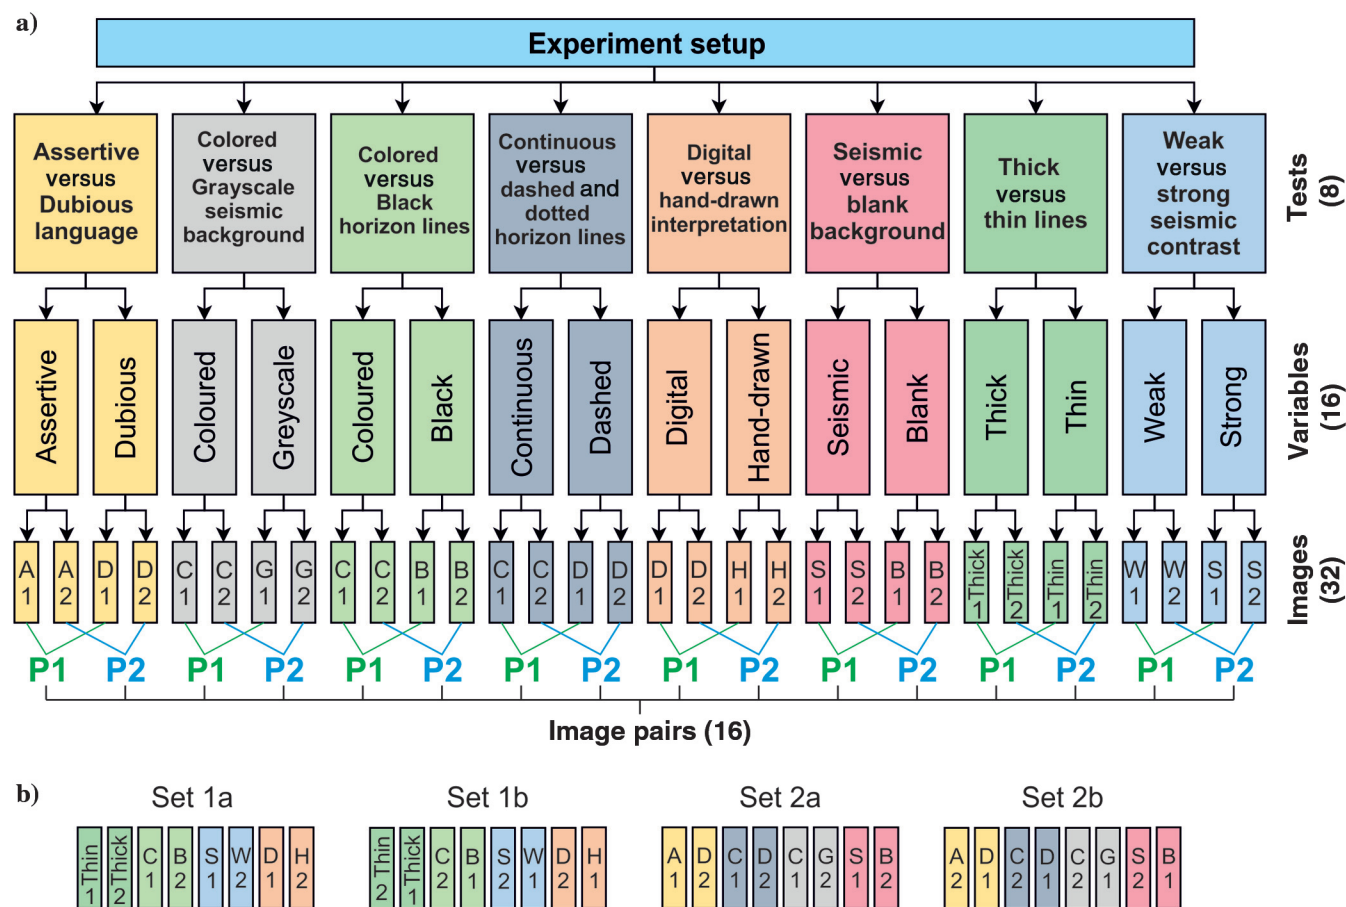 a)
Experiment setup
Assertive
versus
Dubious
language
Colored
versus
Grayscale
seismic
background
Colored
versus
Black
horizon lines
Continuous
versus
dashed and
dotted
horizon lines
Digital
versus
hand-drawn
interpretation
Seismic
versus
blank
background
Thick
versus
thin lines
Weak
versus
strong
seismic
contrast
Tests
(8)
Assertive
Dubious
Coloured
Greyscale
Coloured
Black
Continuous
Dashed
Digital
Hand-drawn
Seismic
Blank
Thick
Thin
Weak
Strong
Variables
(16)
A
1
A
2
D
1
D
2
C
1
C
2
G
1
G
2
C
1
C
2
B
1
B
2
C
1
C
2
D
1
D
2
D
1
D
2
H
1
H
2
S
1
S
2
B
1
B
2
Thick
1
Thick
2
Thin
1
Thin
2
W
1
W
2
S
1
S
2
Images
(32)
P1 P2 P1 P2 P1 P2 P1 P2 P1 P2 P1 P2 P1 P2 P1 P2
Image pairs (16)
b)
Set 1a
Thin
1
Thick
2
C
1
B
2
S
1
W
2
D
1
H
2
Set 1b
Thin
2
Thick
1
C
2
B
1
S
2
W
1
D
2
H
1
Set 2a
A
1
D
2
C
1
D
2
C
1
G
2
S
1
B
2
Set 2b
A
2
D
1
C
2
D
1
C
2
G
1
S
2
B
1